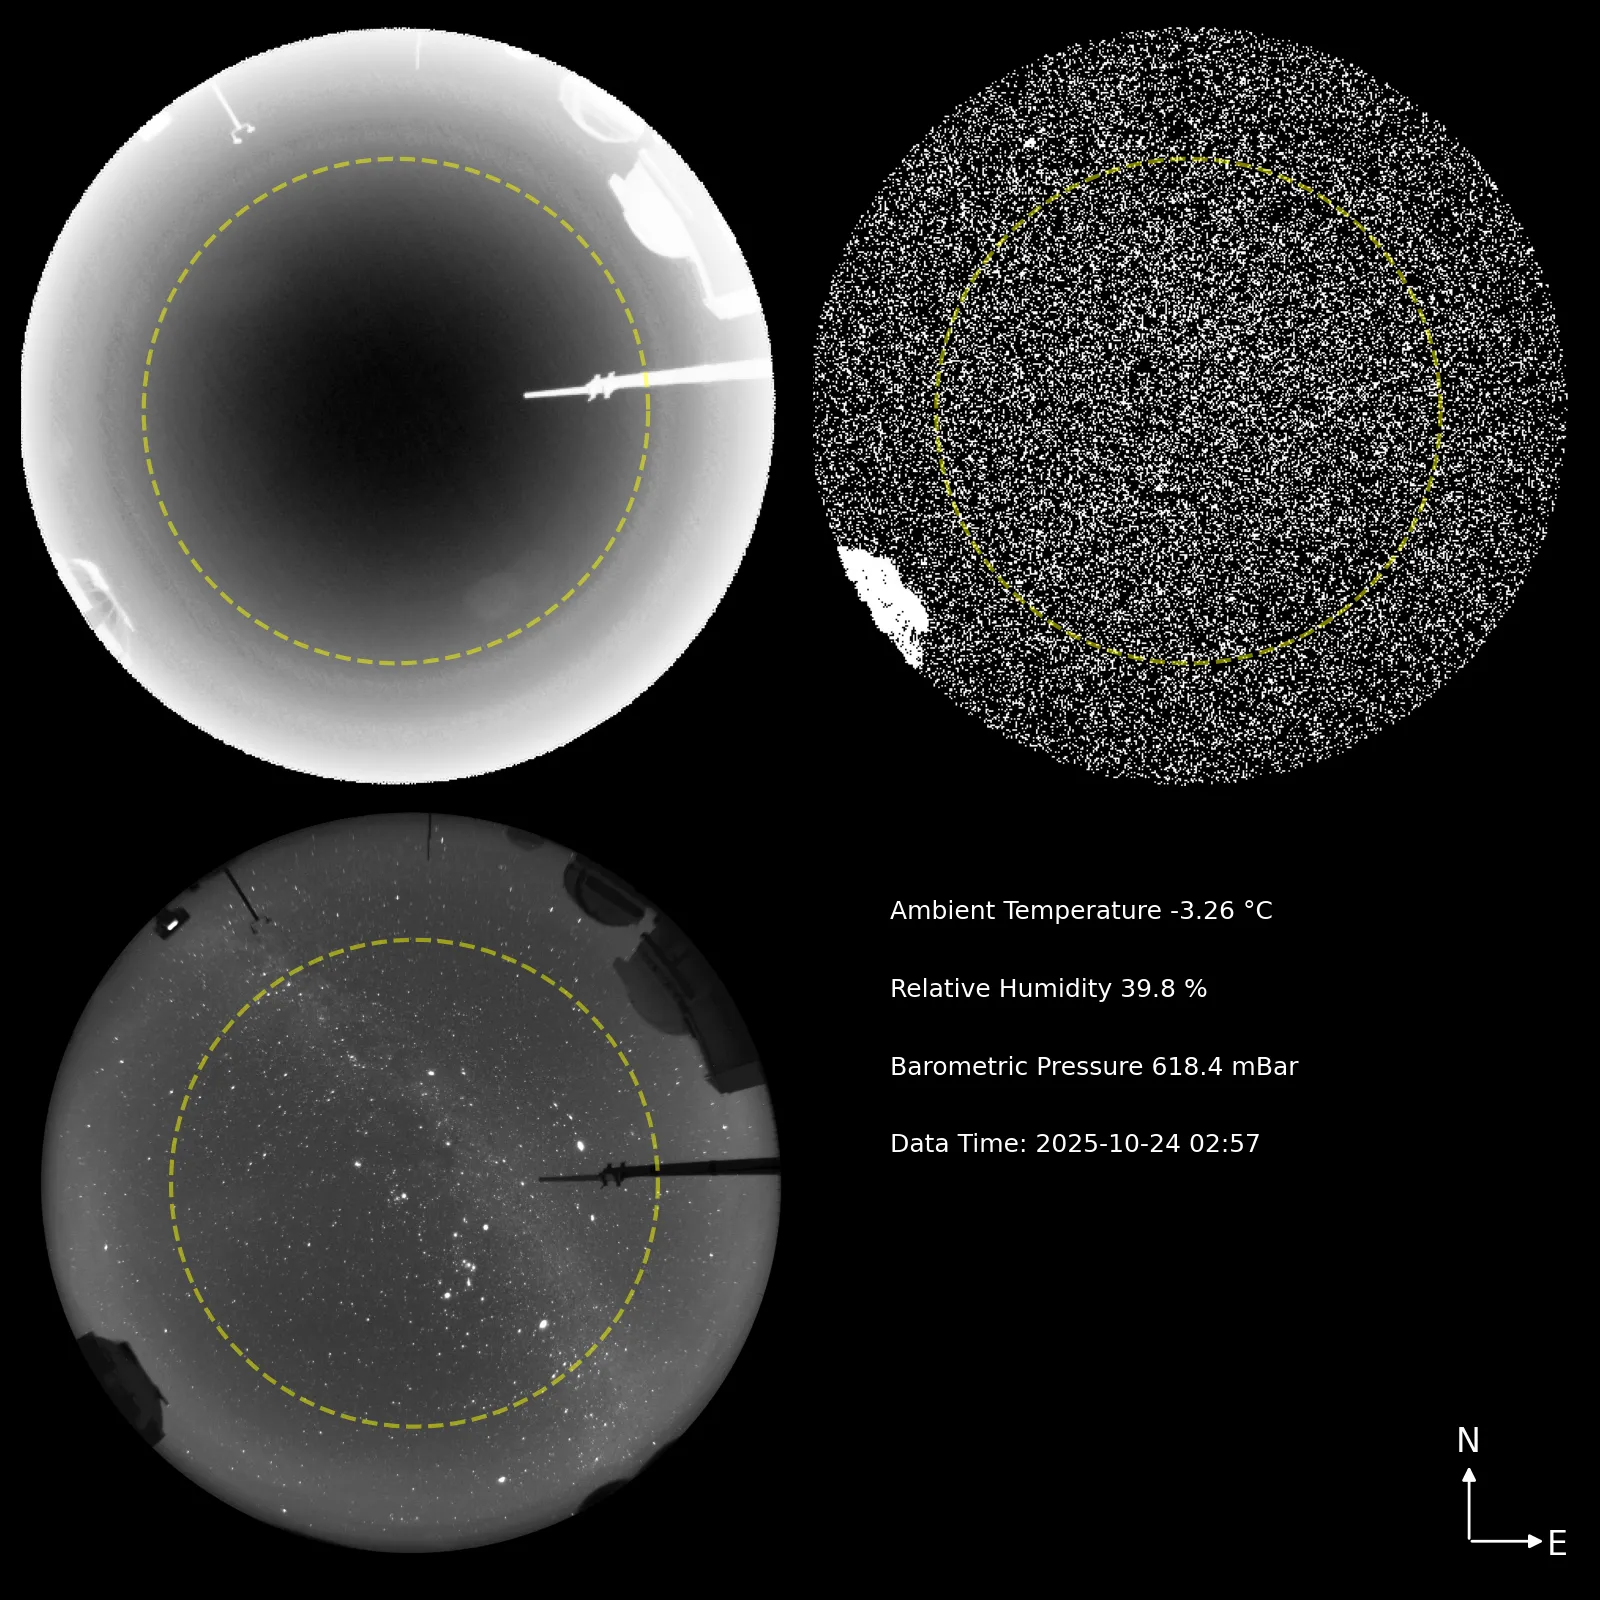 Ambient Temperature -3.26 °C
Relative Humidity 39.8 %
Barometric Pressure 618.4 mBar
Data Time: 2025-10-24 02:57
N
E